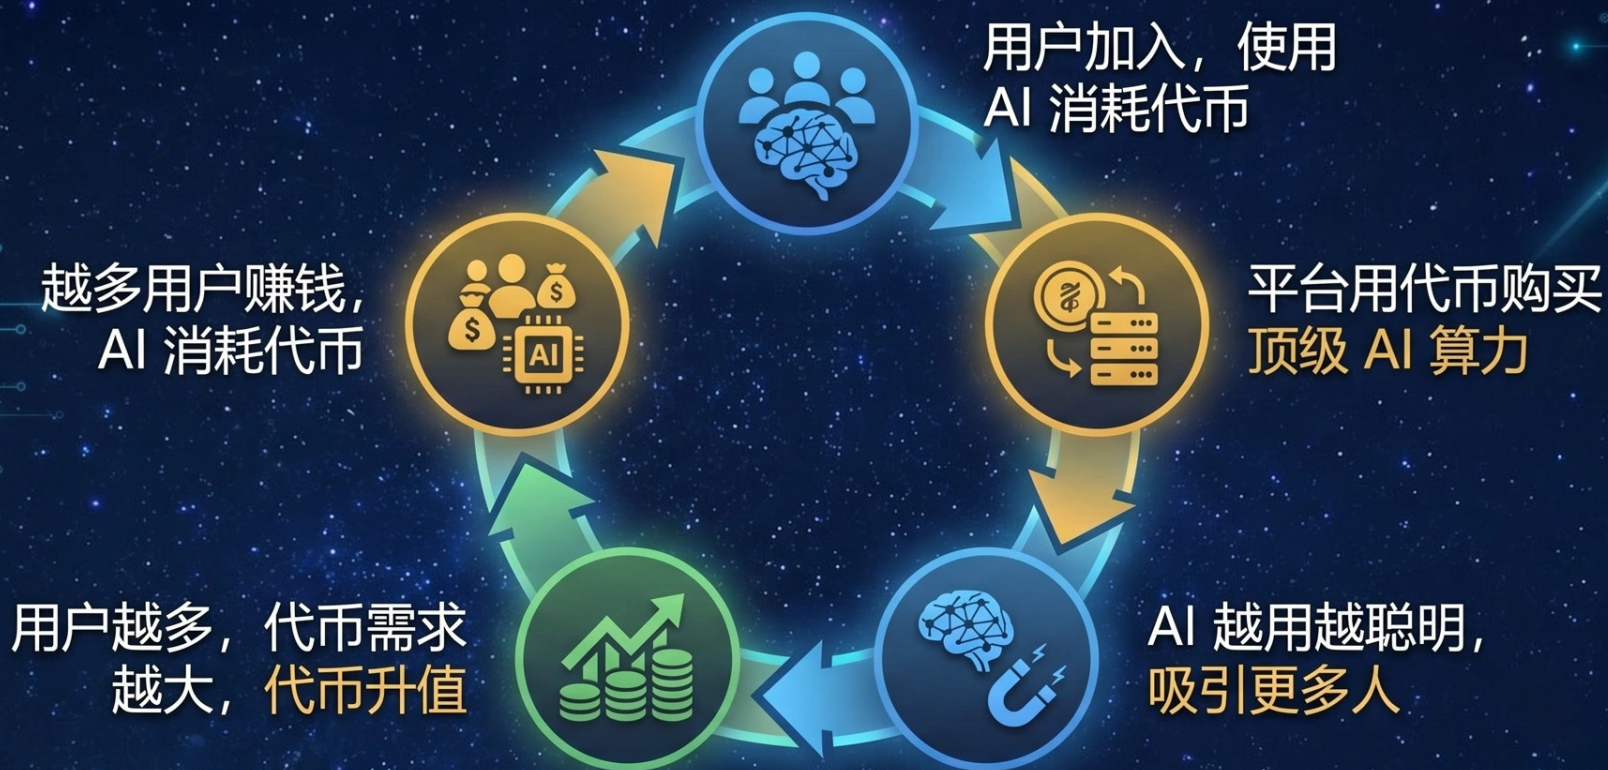 用户加入，使用
AI 消耗代币
平台用代币购买
顶级 AI 算力
AI 越用越聪明，
吸引更多人
用户越多，代币需求
越大，代币升值
越多用户赚钱，
AI 消耗代币
$
$
AI